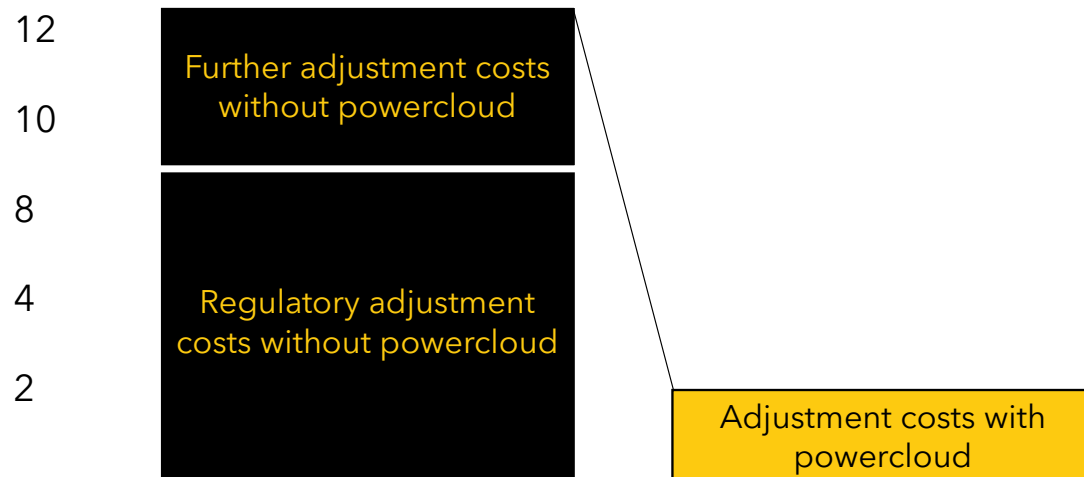 12
Further adjustment costs
without powercloud
10
8
4
Regulatory adjustment
costs without powercloud
2
Adjustment costs with
powercloud